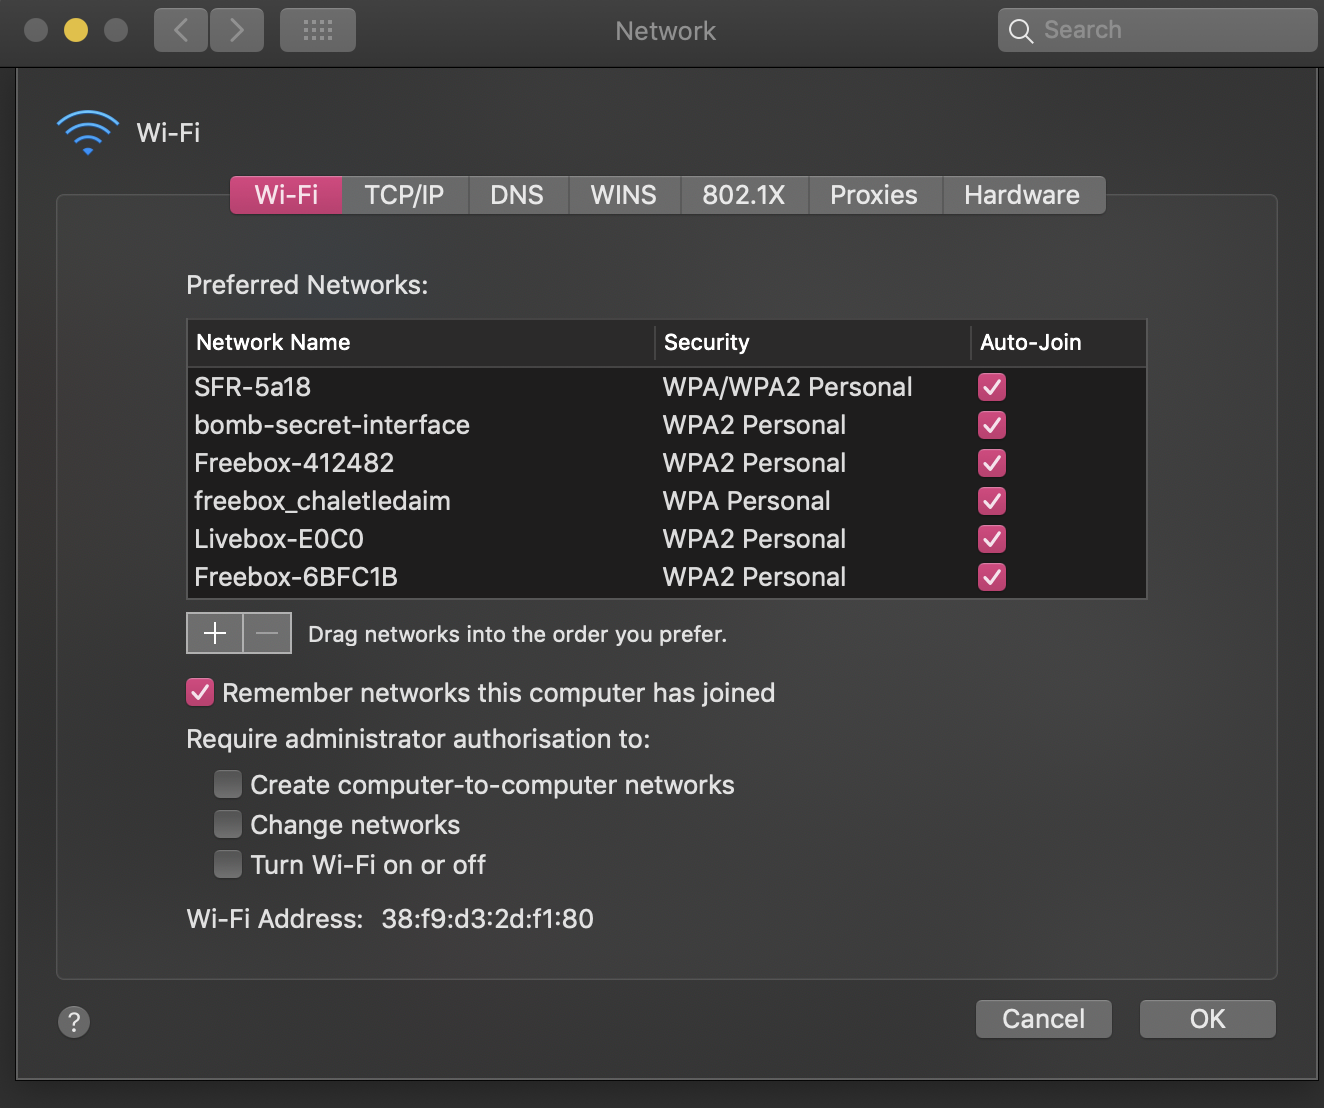 Network
Search
Wi-Fi
Wi-Fi TCP/IP DNS WINS 802.1X Proxies Hardware
Preferred Networks:
Network Name Security Auto-Join
SFR-5a18 WPA/WPA2 Personal
bomb-secret-interface WPA2 Personal
Freebox-412482 WPA2 Personal
freebox_chaletledaim WPA Personal
Livebox-E0C0 WPA2 Personal
Freebox-6BFC1B WPA2 Personal
Drag networks into the order you prefer.
Remember networks this computer has joined
Require administrator authorisation to:
Create computer-to-computer networks
Change networks
Turn Wi-Fi on or off
Wi-Fi Address: 38:f9:d3:2d:f1:80
? Cancel OK